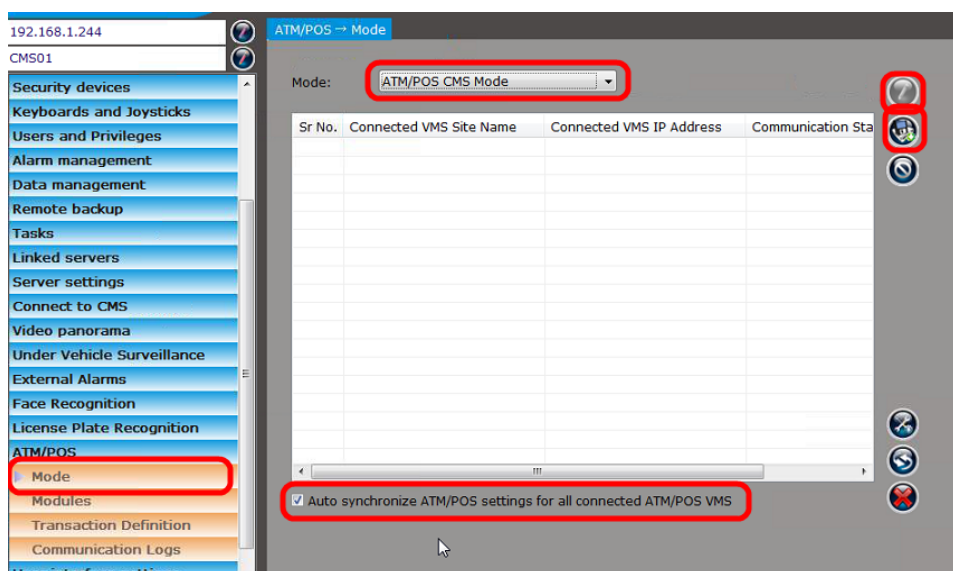 192.168.1.244
CMS01
Security devices
Keyboards and Joysticks
Users and Privileges
Alarm management
Data management
Remote backup
Tasks
Linked servers
Server settings
Connect to CMS
Video panorama
Under Vehicle Surveillance
External Alarms
Face Recognition
License Plate Recognition
ATM/POS
Mode
Modules
Transaction Definition
Communication Logs
ATM/POS → Mode
Mode: ATM/POS CMS Mode
Sr No. Connected VMS Site Name Connected VMS IP Address Communication Sta
Auto synchronize ATM/POS settings for all connected ATM/POS VMS